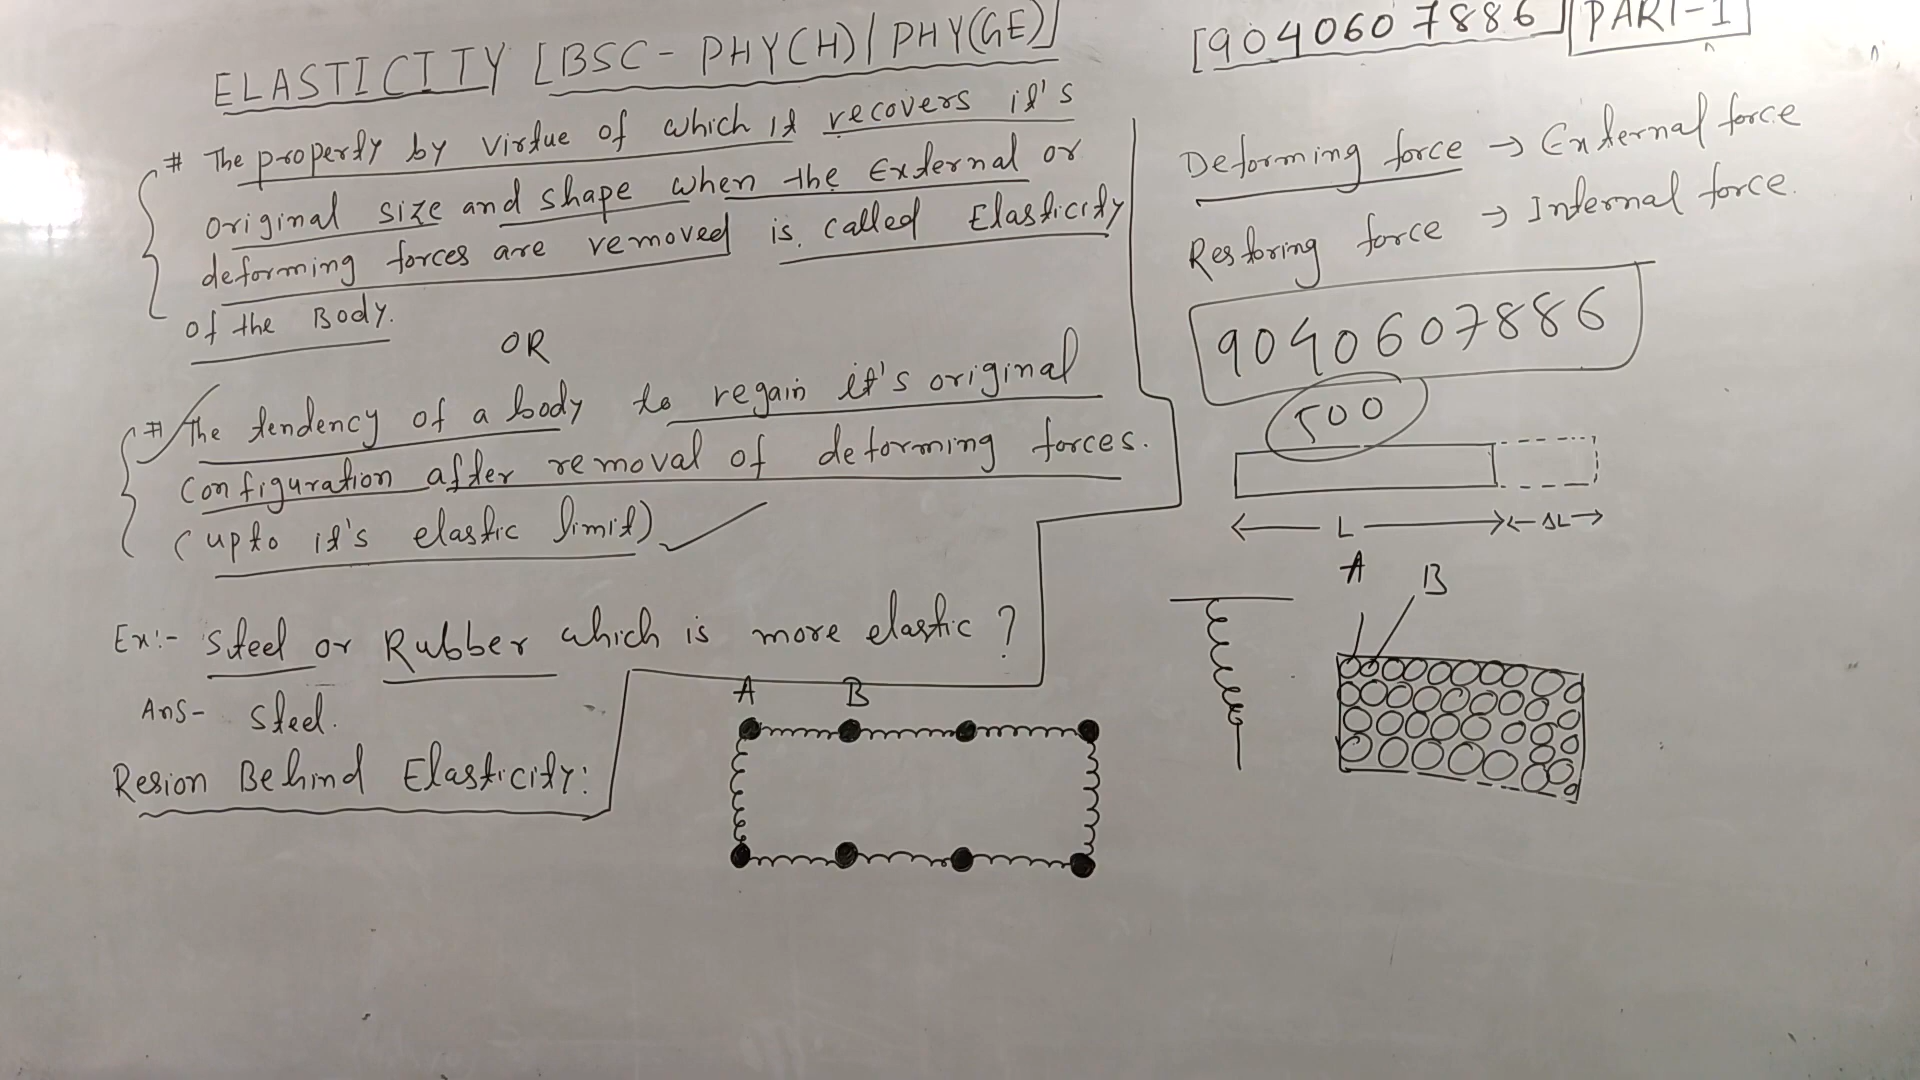 ELASTICITY [BSC - PHY(H) / PHY(GE)]
# The property by virtue of which it recovers it's
original size and shape when the External or
deforming forces are removed is called Elasticity
of the Body.
OR
# The tendency of a body to regain it's original
Configuration after removal of deforming forces.
(upto it's elastic limit)
Ex:- Steel or Rubber which is more elastic ?
Ans- Steel.
Resion Behind Elasticity:
A B
[9040607886] PART-1
Deforming force → External force
Restoring force → Internal force.
9040607886
500
L ΔL
A B